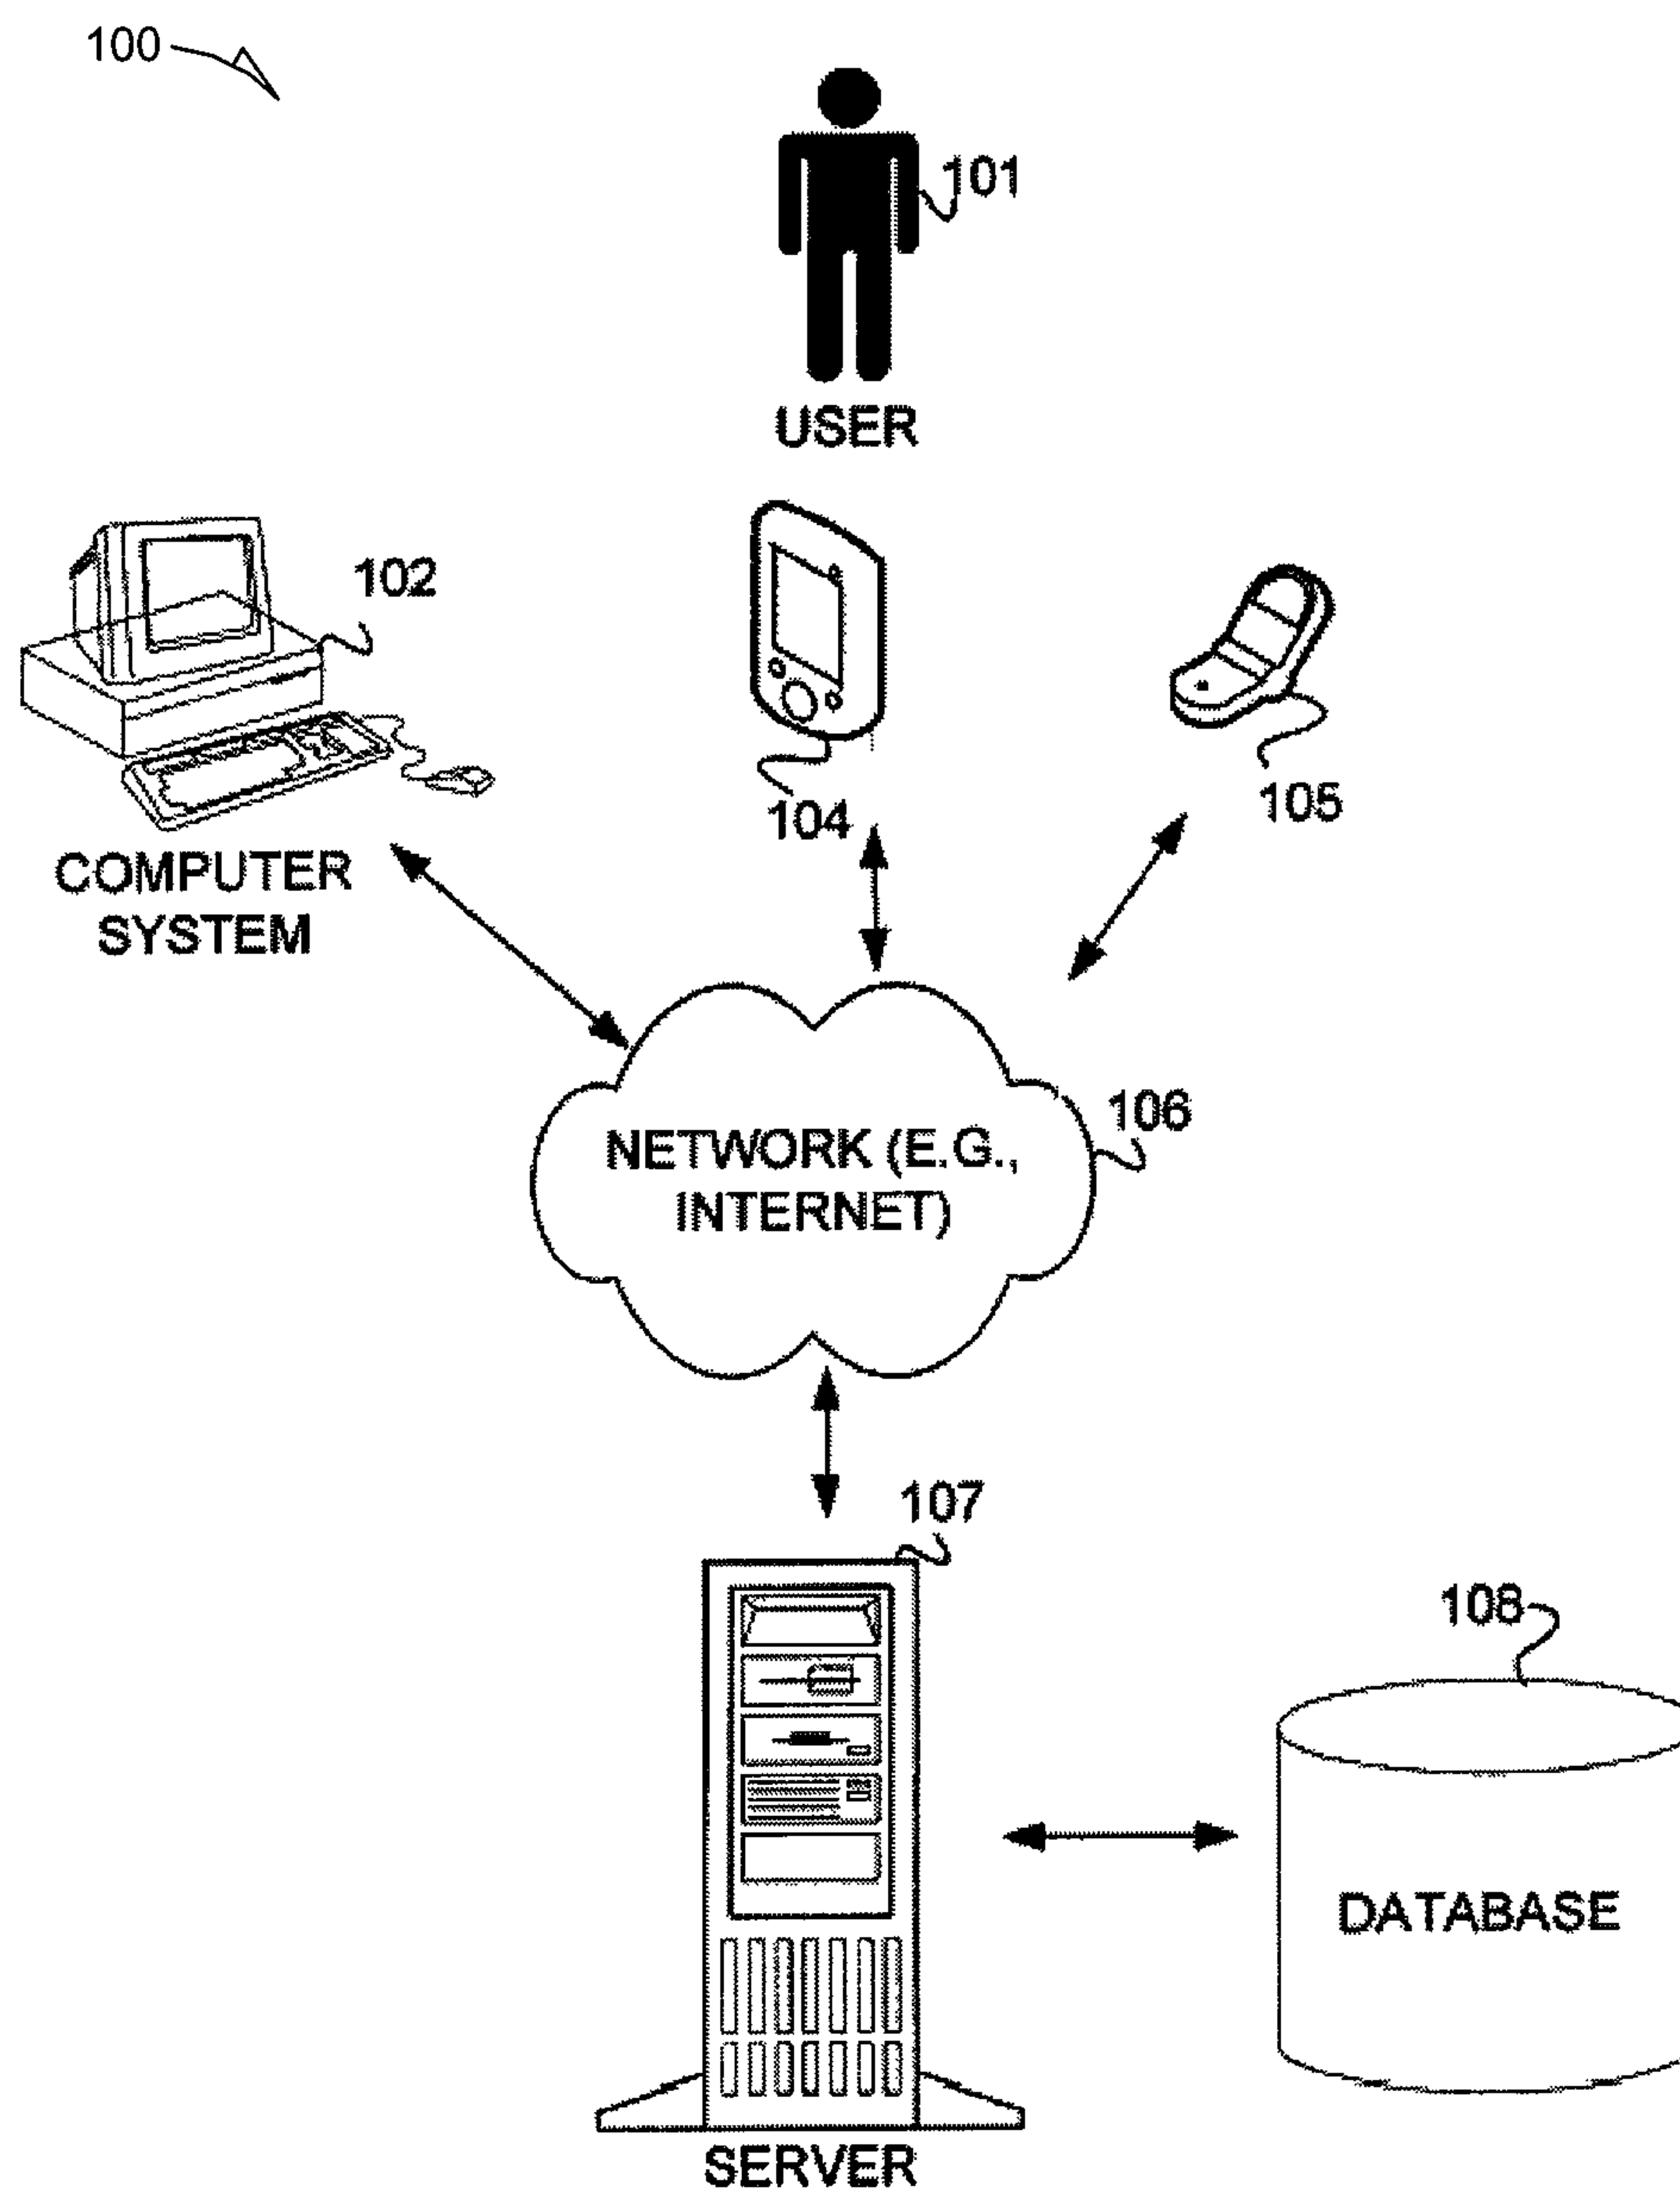 100
101
USER
102
104
105
COMPUTER
SYSTEM
106
NETWORK (E.G.,
INTERNET)
107
108
DATABASE
SERVER